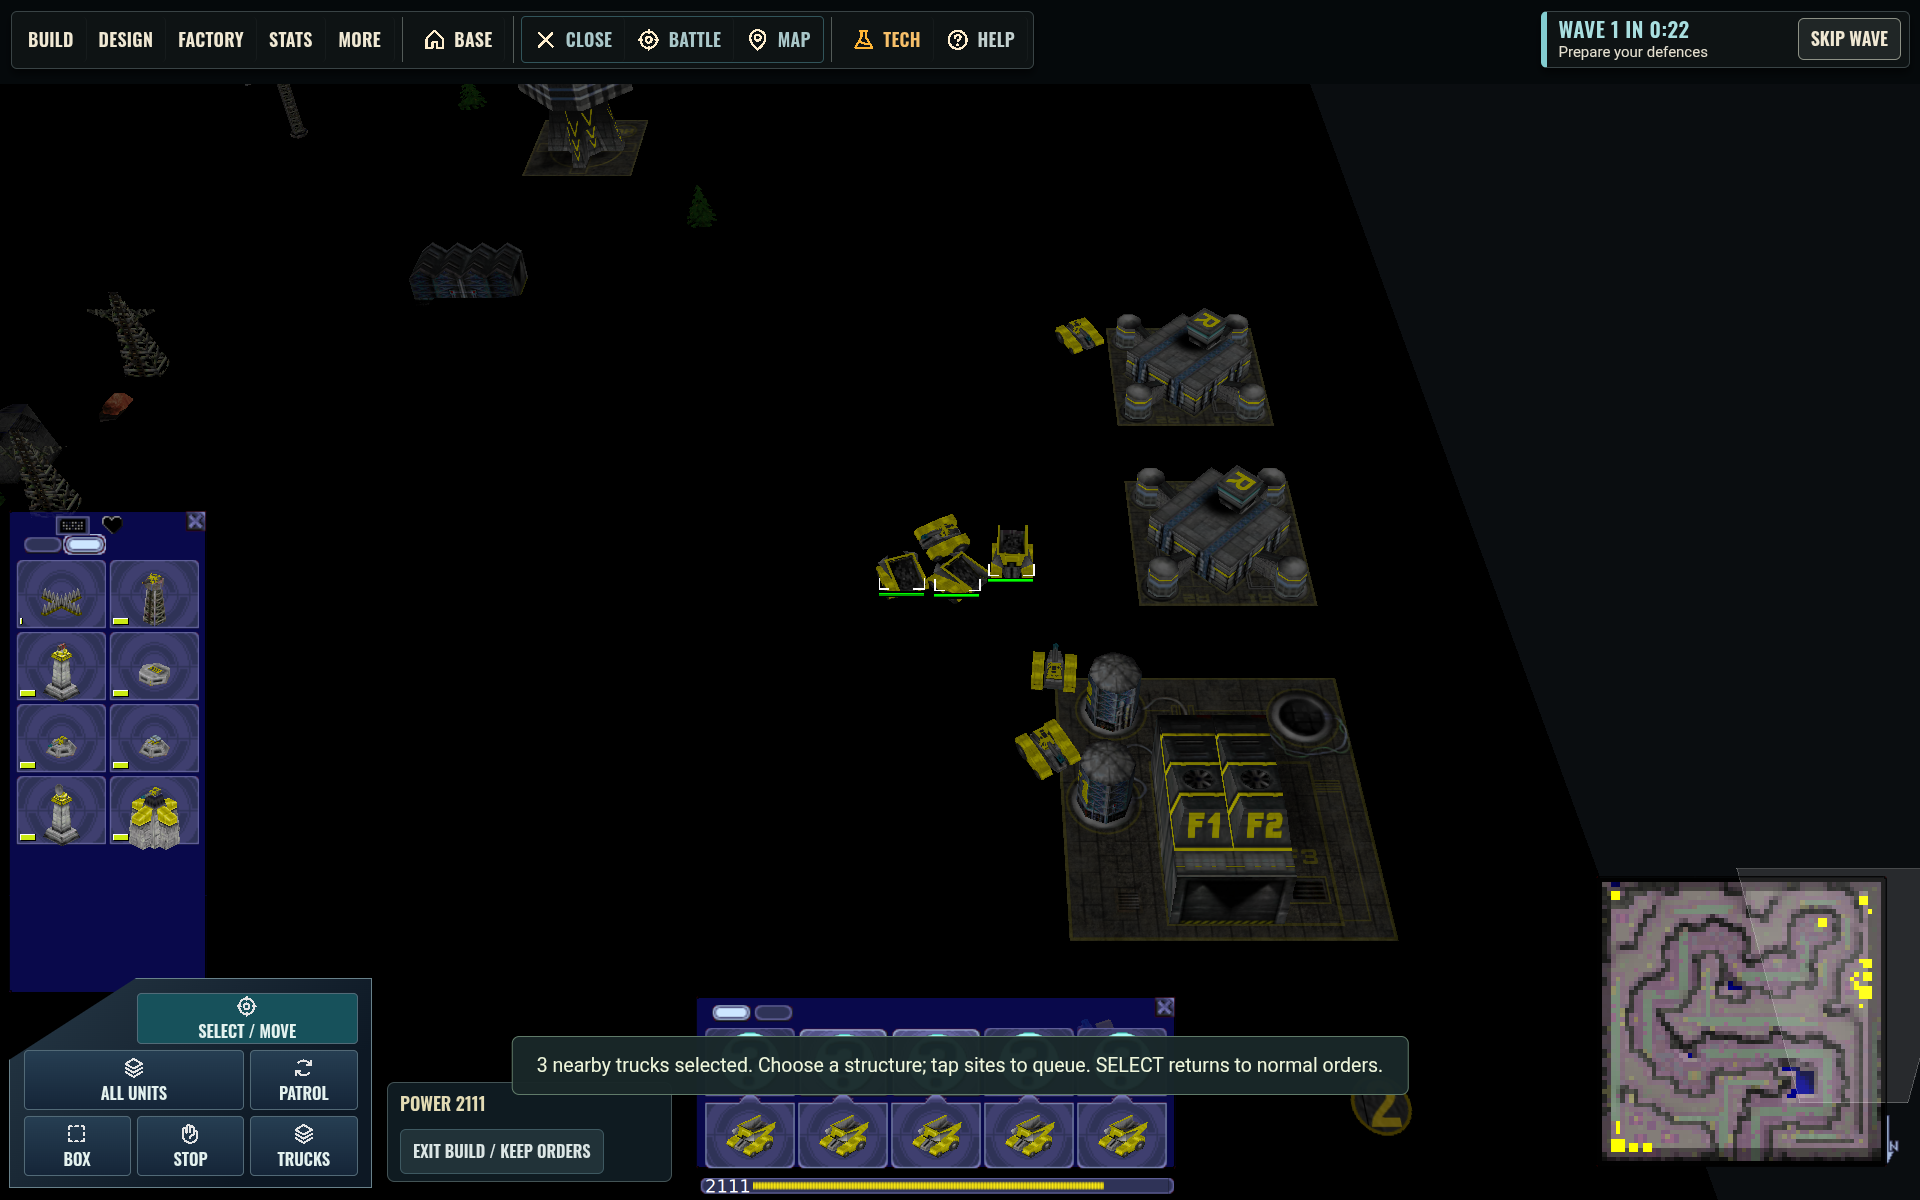 BUILD DESIGN FACTORY STATS MORE BASE CLOSE BATTLE MAP TECH HELP
WAVE 1 IN 0:22
Prepare your defences
SKIP WAVE
R
R
F1 F2
3
2
SELECT / MOVE
ALL UNITS
PATROL
BOX
STOP
TRUCKS
3 nearby trucks selected. Choose a structure; tap sites to queue. SELECT returns to normal orders.
POWER 2111
EXIT BUILD / KEEP ORDERS
2111
N